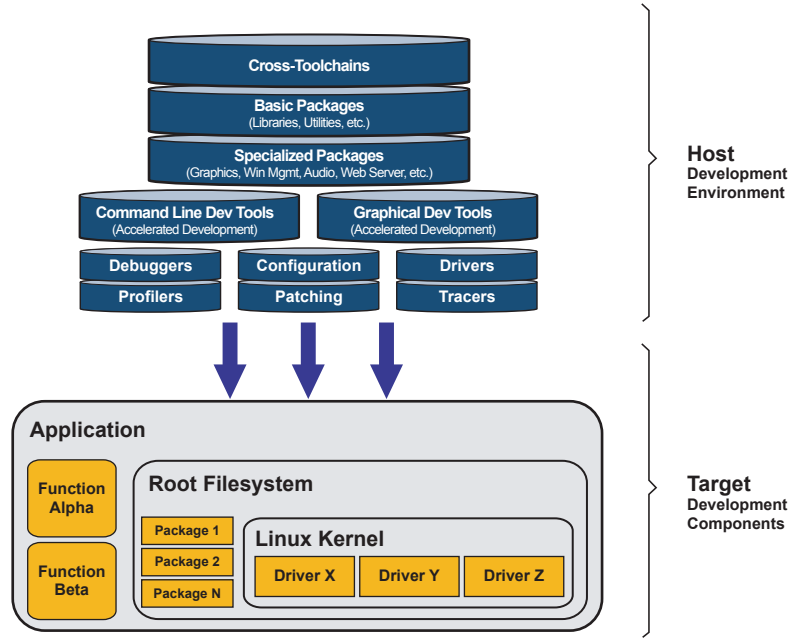 Cross-Toolchains
Basic Packages
(Libraries, Utilities, etc.)
Specialized Packages
(Graphics, Win Mgmt, Audio, Web Server, etc.)
Command Line Dev Tools
(Accelerated Development)
Graphical Dev Tools
(Accelerated Development)
Debuggers
Configuration
Drivers
Profilers
Patching
Tracers
Host
Development
Environment
Application
Function
Alpha
Function
Beta
Root Filesystem
Package 1
Package 2
Package N
Linux Kernel
Driver X
Driver Y
Driver Z
Target
Development
Components